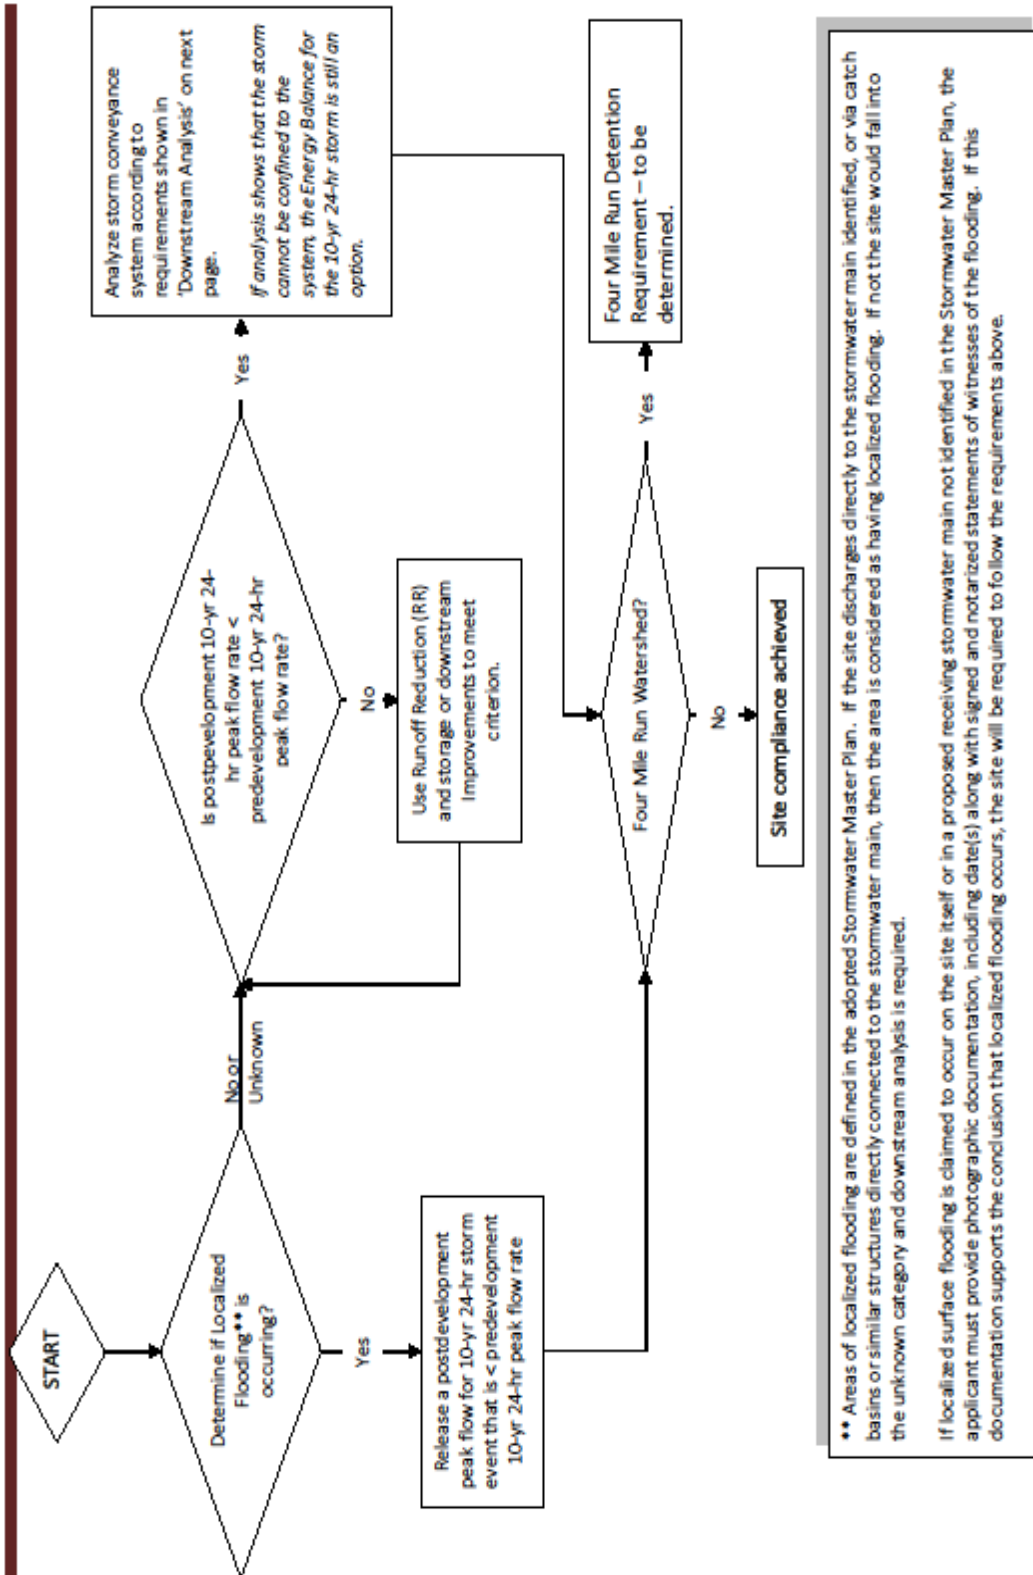 START
Determine if Localized
Flooding** is
occurring?
No or
Unknown
Yes
Release a postdevelopment
peak flow for 10-yr 24-hr storm
event that is < predevelopment
10-yr 24-hr peak flow rate
Is postpevelopment 10-yr 24-
hr peak flow rate <
predevelopment 10-yr 24-hr
peak flow rate?
Yes
No
Use Runoff Reduction (RR)
and storage or downstream
Improvements to meet
criterion.
Analyze storm conveyance
system according to
requirements shown in
'Downstream Analysis' on next
page.
If analysis shows that the storm
cannot be confined to the
system, the Energy Balance for
the 10-yr 24-hr storm is still an
option.
Four Mile Run Watershed?
Yes
No
Four Mile Run Detention
Requirement – to be
determined.
Site compliance achieved
** Areas of localized flooding are defined in the adopted Stormwater Master Plan. If the site discharges directly to the stormwater main identified, or via catch
basins or similar structures directly connected to the stormwater main, then the area is considered as having localized flooding. If not the site would fall into
the unknown category and downstream analysis is required.
If localized surface flooding is claimed to occur on the site itself or in a proposed receiving stormwater main not identified in the Stormwater Master Plan, the
applicant must provide photographic documentation, including date(s) along with signed and notarized statements of witnesses of the flooding. If this
documentation supports the conclusion that localized flooding occurs, the site will be required to follow the requirements above.